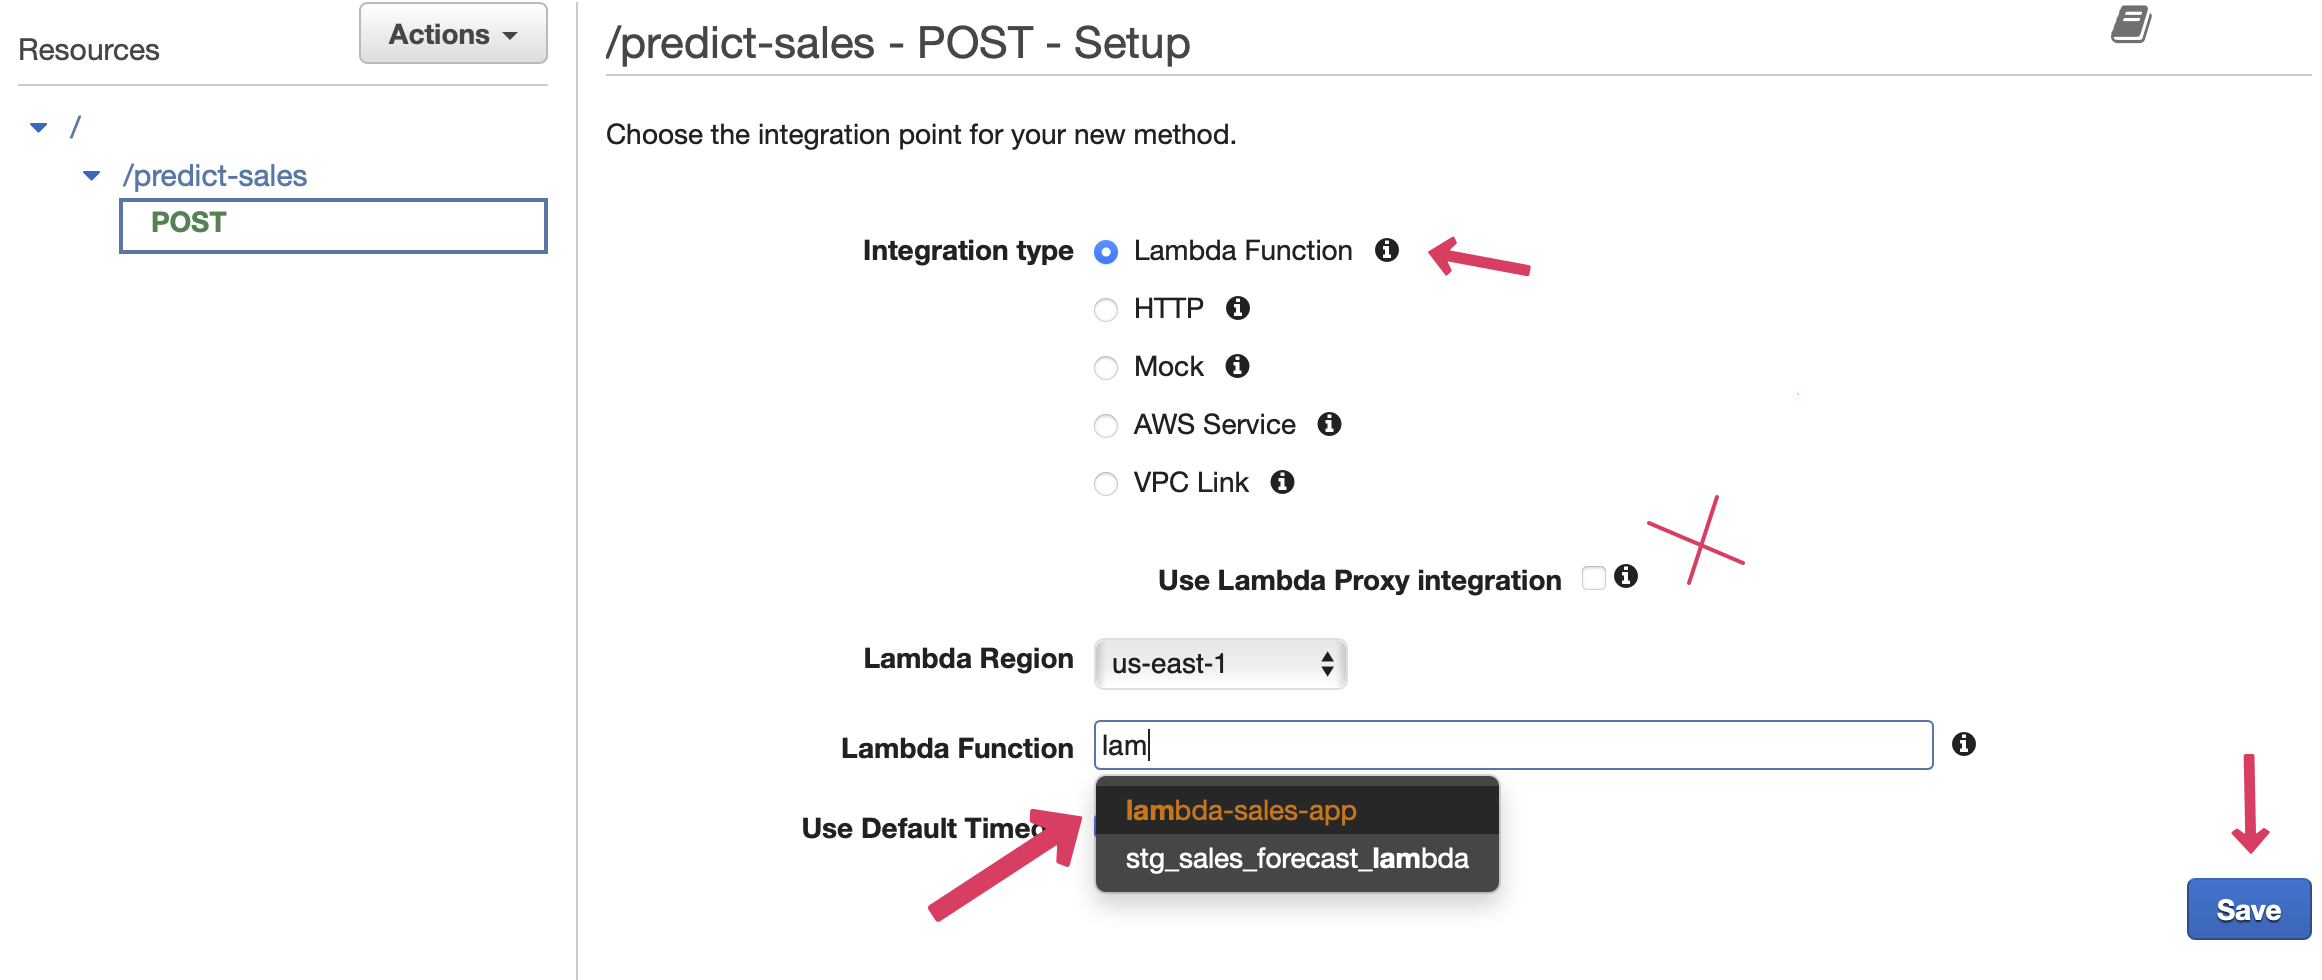 Resources
Actions
/
/predict-sales
POST
/predict-sales - POST - Setup
Choose the integration point for your new method.
Integration type
Lambda Function
HTTP
Mock
AWS Service
VPC Link
Use Lambda Proxy integration
Lambda Region
us-east-1
Lambda Function
lam
lambda-sales-app
stg_sales_forecast_lambda
Use Default
Save